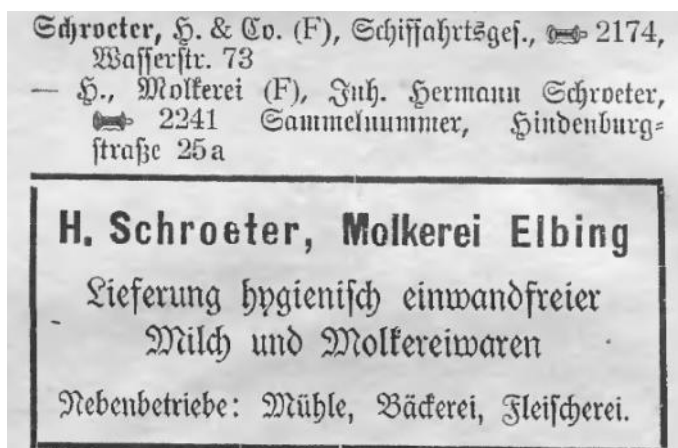 Schroeter, H. & Co. (F), Schiffahrtsges., 2174,
Wasserstr. 73
— H., Molkerei (F), Inh. Hermann Schroeter,
2241 Sammelnummer, Hindenburg-
straße 25a
H. Schroeter, Molkerei Elbing
Lieferung hygienisch einwandfreier
Milch und Molkereiwaren
Nebenbetriebe: Mühle, Bäckerei, Fleischerei.